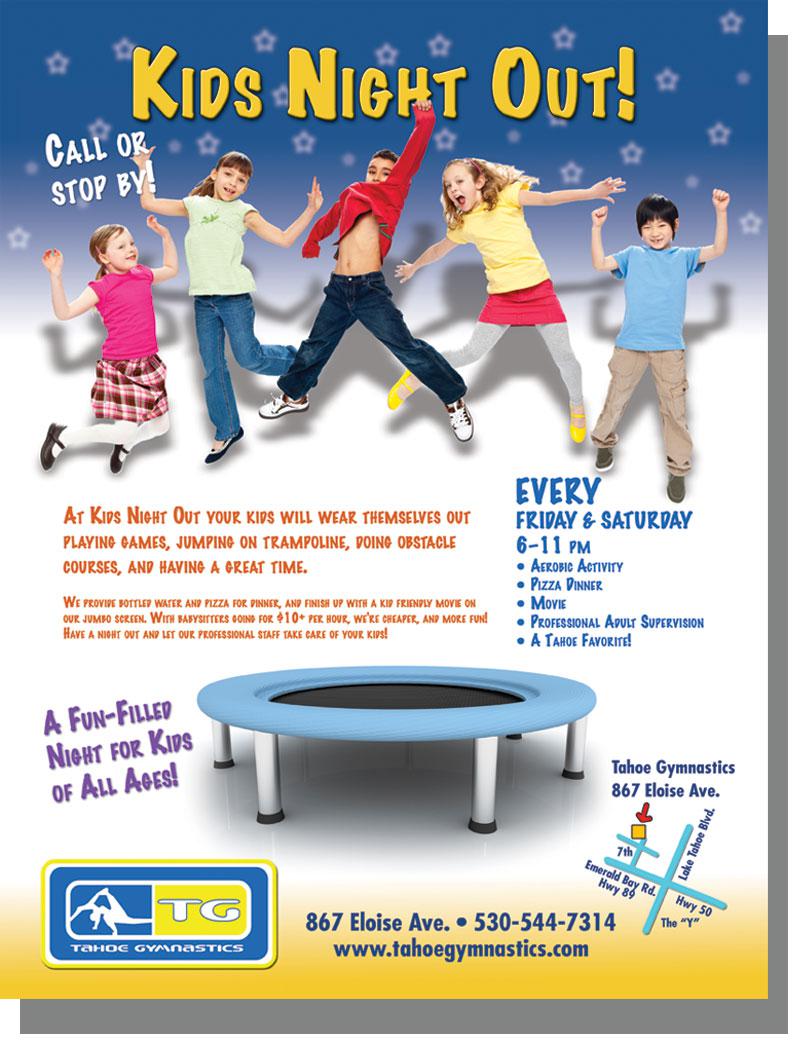 Kids Night Out!
Call or
stop by!
At Kids Night Out your kids will wear themselves out
playing games, jumping on trampoline, doing obstacle
courses, and having a great time.
We provide bottled water and pizza for dinner, and finish up with a kid friendly movie on
our jumbo screen. With babysitters going for $10+ per hour, we're cheaper, and more fun!
Have a night out and let our professional staff take care of your kids!
EVERY
FRIDAY & SATURDAY
6-11 PM
• Aerobic Activity
• Pizza Dinner
• Movie
• Professional Adult Supervision
• A Tahoe Favorite!
A Fun-Filled
Night for Kids
of All Ages!
Tahoe Gymnastics
867 Eloise Ave.
7th
Lake Tahoe Blvd.
Emerald Bay Rd.
Hwy 89
Hwy 50
The "Y"
TG
TAHOE GYMNASTICS
867 Eloise Ave. • 530-544-7314
www.tahoegymnastics.com